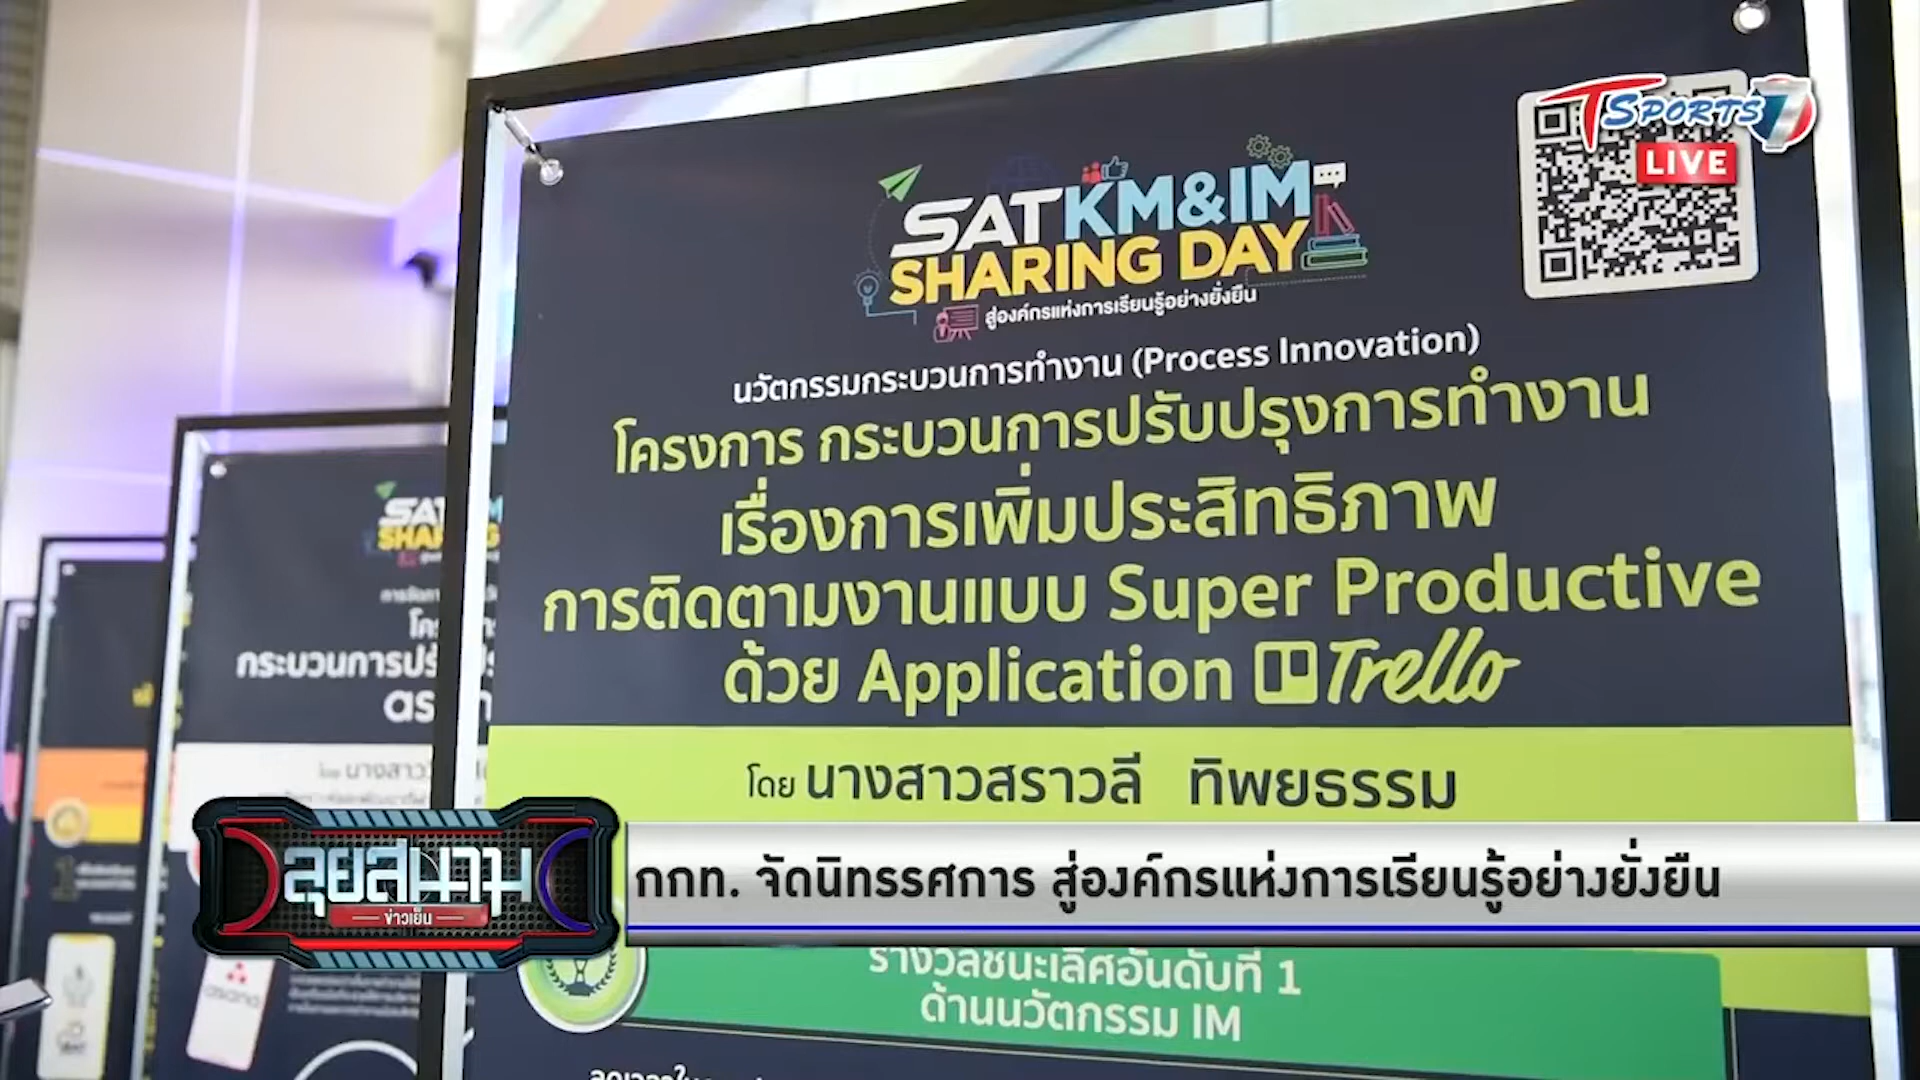 TSPORTS 7
LIVE
SAT KM&IM
SHARING DAY
สู่องค์กรแห่งการเรียนรู้อย่างยั่งยืน
นวัตกรรมกระบวนการทำงาน (Process Innovation)
โครงการ กระบวนการปรับปรุงการทำงาน
เรื่องการเพิ่มประสิทธิภาพ
การติดตามงานแบบ Super Productive
ด้วย Application Trello
โดย นางสาวสราวลี ทิพยธรรม
รางวัลชนะเลิศอันดับที่ 1
ด้านนวัตกรรม IM
กระบวนการปรั
asana
ลุยสนาม
ข่าวเย็น
กกท. จัดนิทรรศการ สู่องค์กรแห่งการเรียนรู้อย่างยั่งยืน